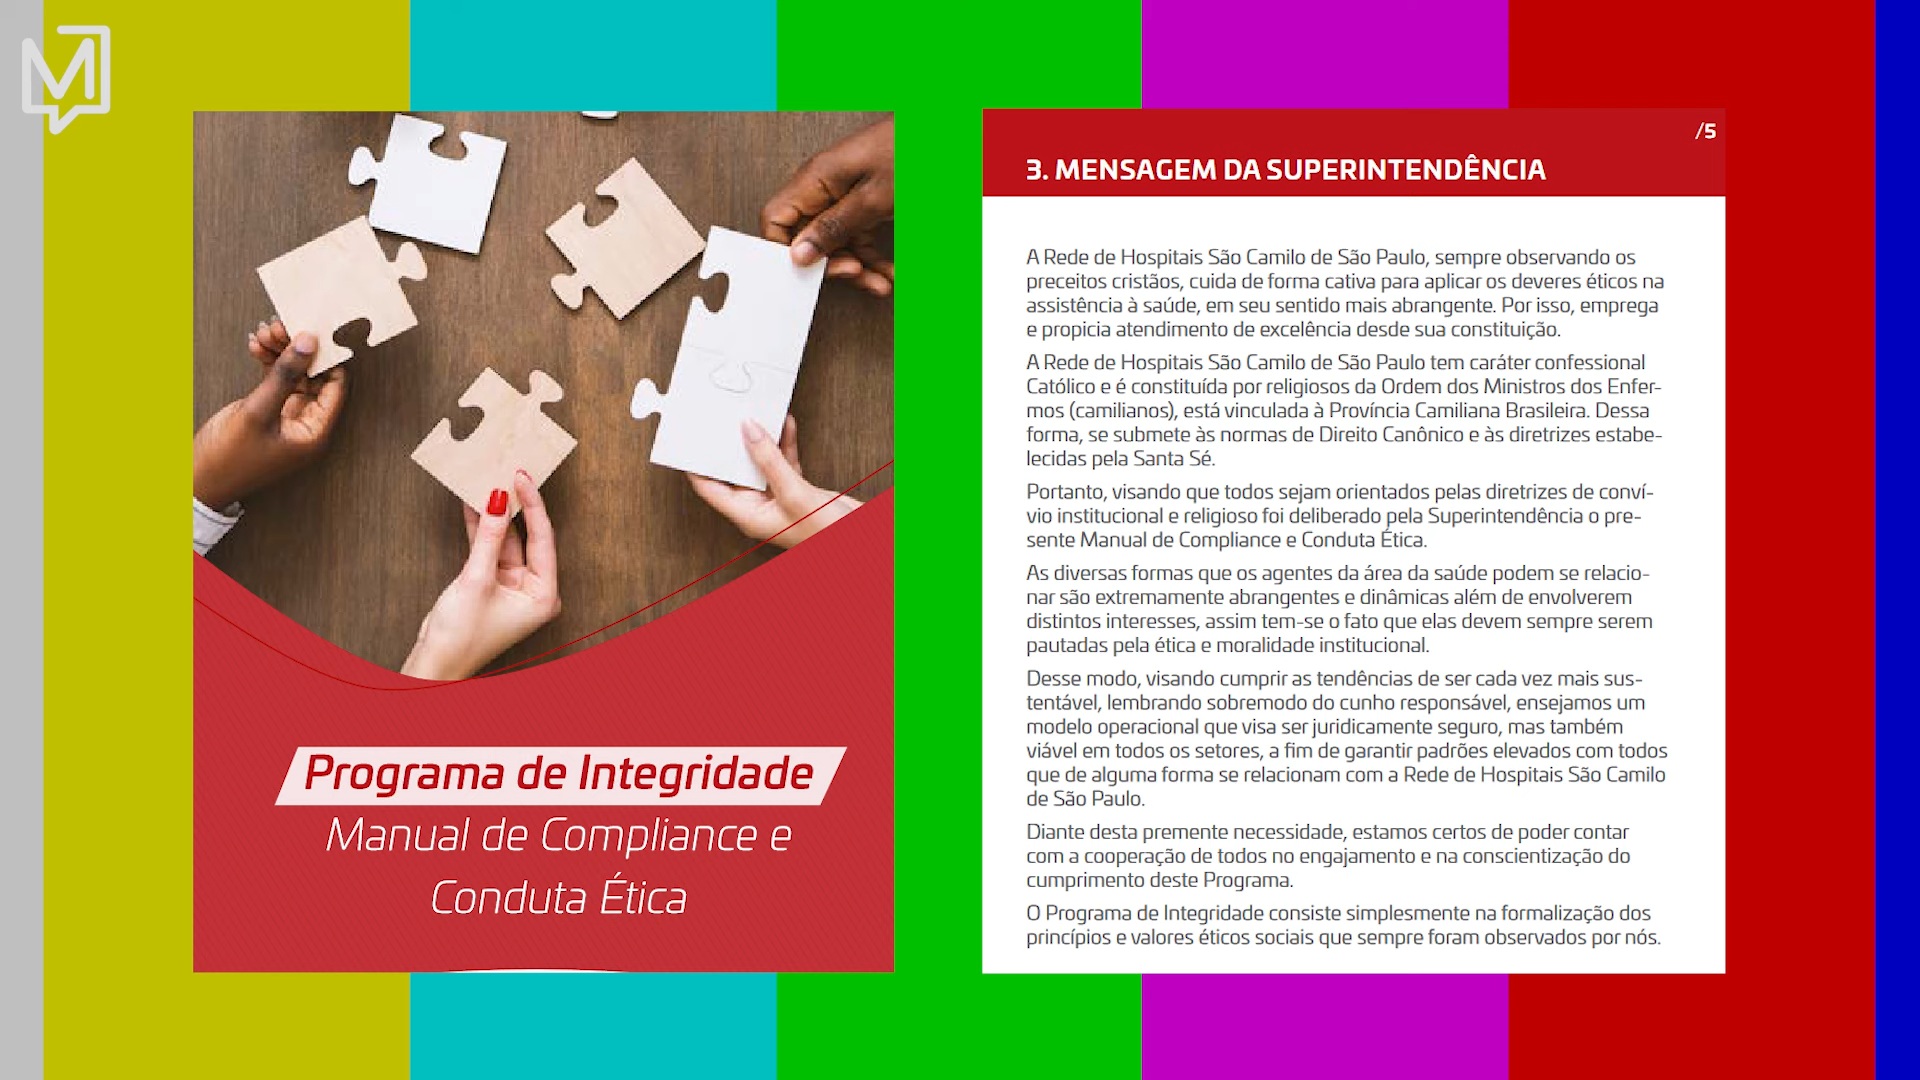 M
Programa de Integridade
Manual de Compliance e
Conduta Ética
/5
3. MENSAGEM DA SUPERINTENDÊNCIA
A Rede de Hospitais São Camilo de São Paulo, sempre observando os
preceitos cristãos, cuida de forma cativa para aplicar os deveres éticos na
assistência à saúde, em seu sentido mais abrangente. Por isso, emprega
e propicia atendimento de excelência desde sua constituição.
A Rede de Hospitais São Camilo de São Paulo tem caráter confessional
Católico e é constituída por religiosos da Ordem dos Ministros dos Enfer-
mos (camilianos), está vinculada à Província Camiliana Brasileira. Dessa
forma, se submete às normas de Direito Canônico e às diretrizes estabe-
lecidas pela Santa Sé.
Portanto, visando que todos sejam orientados pelas diretrizes de conví-
vio institucional e religioso foi deliberado pela Superintendência o pre-
sente Manual de Compliance e Conduta Ética.
As diversas formas que os agentes da área da saúde podem se relacio-
nar são extremamente abrangentes e dinâmicas além de envolverem
distintos interesses, assim tem-se o fato que elas devem sempre serem
pautadas pela ética e moralidade institucional.
Desse modo, visando cumprir as tendências de ser cada vez mais sus-
tentável, lembrando sobremodo do cunho responsável, ensejamos um
modelo operacional que visa ser juridicamente seguro, mas também
viável em todos os setores, a fim de garantir padrões elevados com todos
que de alguma forma se relacionam com a Rede de Hospitais São Camilo
de São Paulo.
Diante desta premente necessidade, estamos certos de poder contar
com a cooperação de todos no engajamento e na conscientização do
cumprimento deste Programa.
O Programa de Integridade consiste simplesmente na formalização dos
princípios e valores éticos sociais que sempre foram observados por nós.